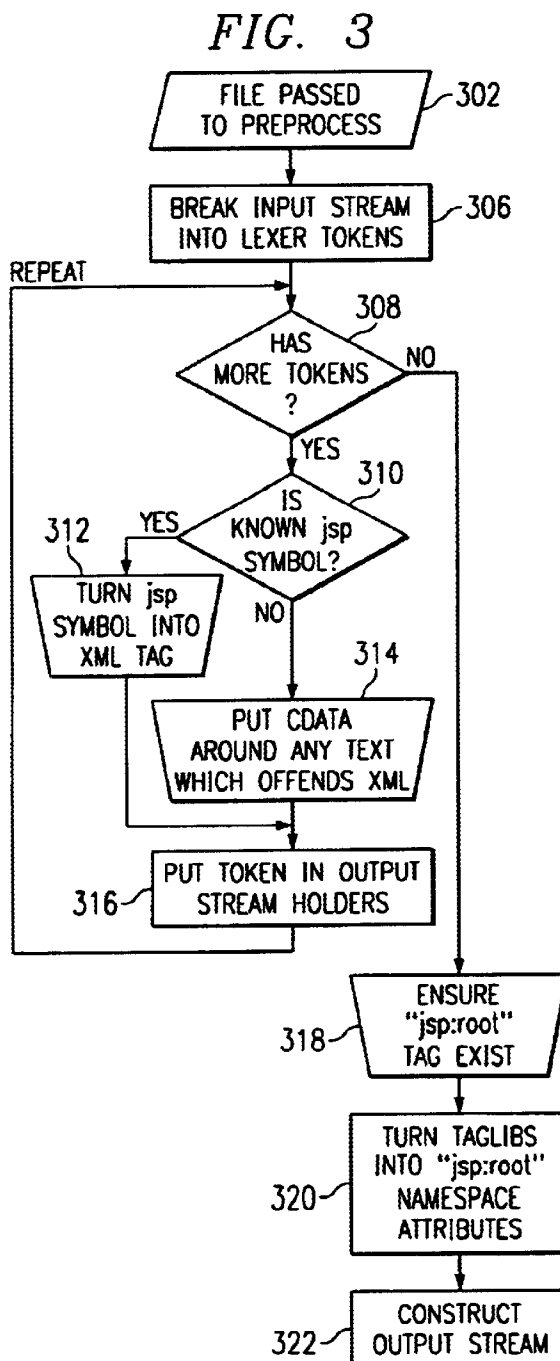 FIG. 3
FILE PASSED
TO PREPROCESS
302
BREAK INPUT STREAM
INTO LEXER TOKENS
306
REPEAT
308
HAS
MORE TOKENS
?
NO
YES
310
IS
KNOWN jsp
SYMBOL?
YES
312
TURN jsp
SYMBOL INTO
XML TAG
NO
314
PUT CDATA
AROUND ANY TEXT
WHICH OFFENDS XML
316
PUT TOKEN IN OUTPUT
STREAM HOLDERS
318
ENSURE
"jsp:root"
TAG EXIST
320
TURN TAGLIBS
INTO "jsp:root"
NAMESPACE
ATTRIBUTES
322
CONSTRUCT
OUTPUT STREAM